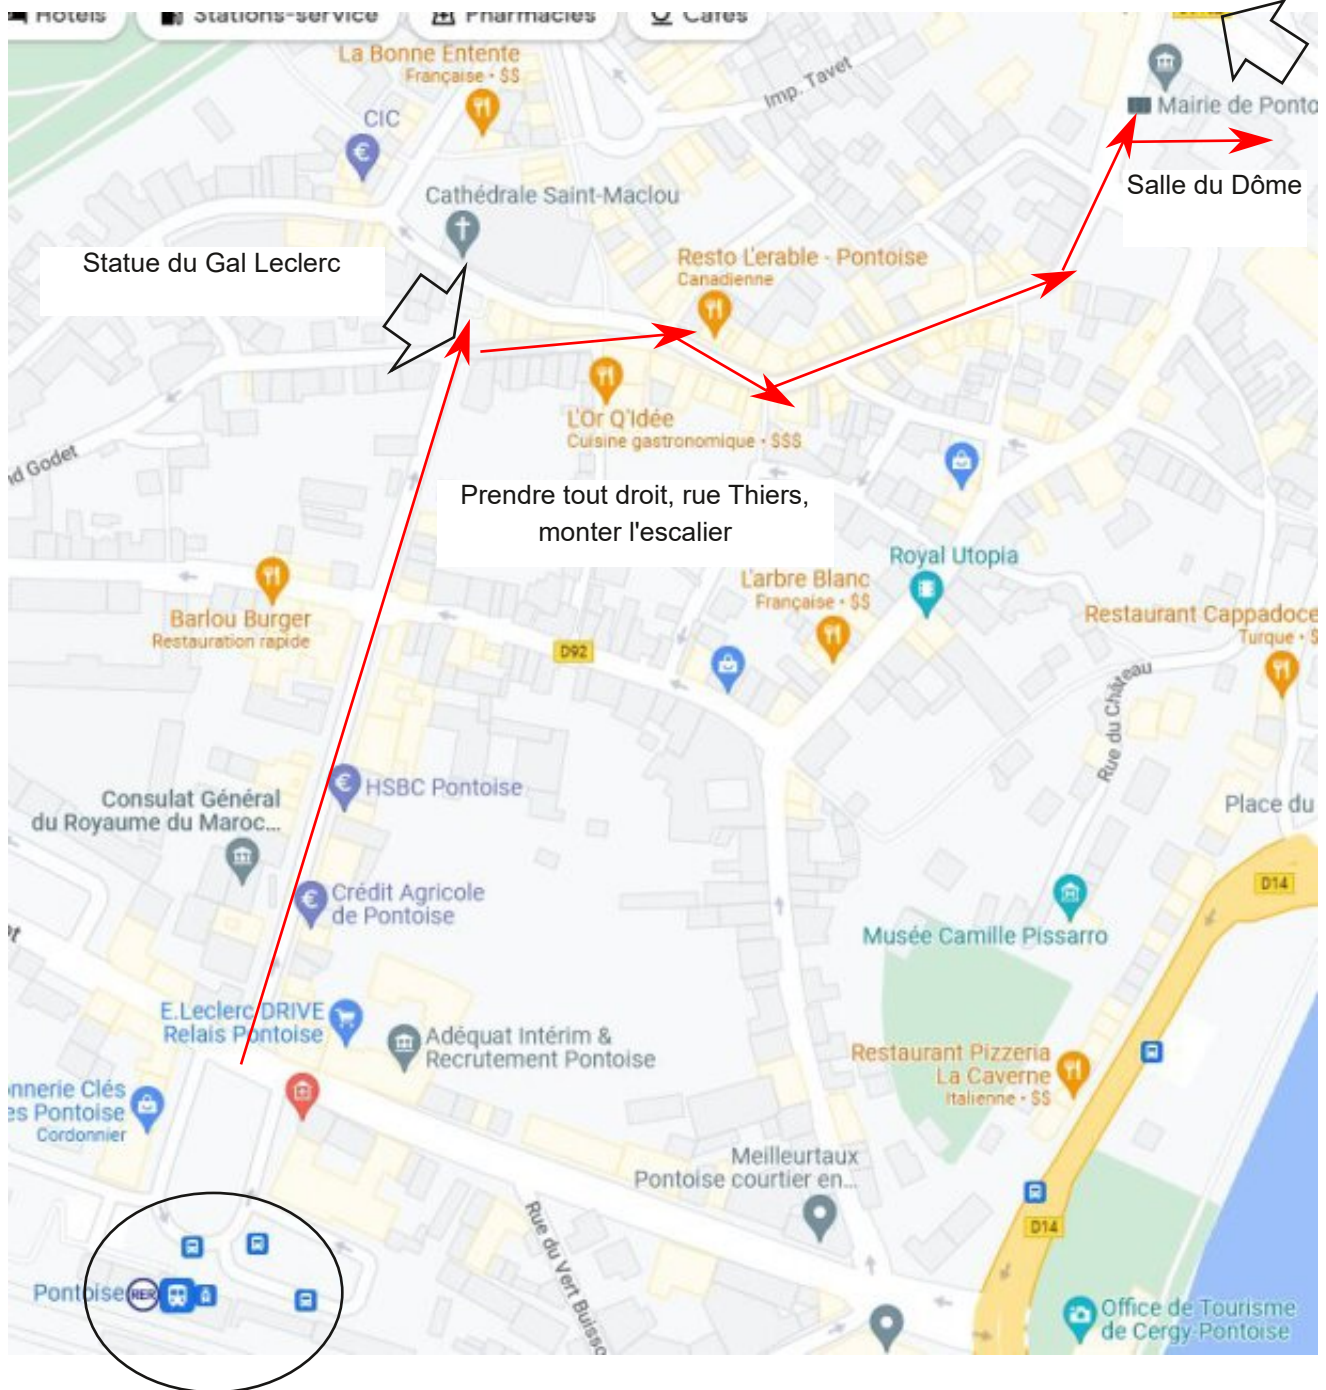 Hôtels
Stations-service
Pharmacies
Cafés
La Bonne Entente
Française • $$
Imp. Tavet
Mairie de Ponto
CIC
Cathédrale Saint-Maclou
Salle du Dôme
Statue du Gal Leclerc
Resto L'erable - Pontoise
Canadienne
L'Or Q'Idée
Cuisine gastronomique • $$$
nd Godet
Prendre tout droit, rue Thiers,
monter l'escalier
Royal Utopia
L'arbre Blanc
Française • $$
Barlou Burger
Restauration rapide
Restaurant Cappadoce
Turque • $
D92
Rue du Château
HSBC Pontoise
Consulat Général
du Royaume du Maroc...
Place du
Crédit Agricole
de Pontoise
D14
Musée Camille Pissarro
E.Leclerc DRIVE
Relais Pontoise
Adéquat Intérim &
Recrutement Pontoise
Restaurant Pizzeria
La Caverne
Italienne • $$
onnerie Clés
es Pontoise
Cordonnier
Meilleurtaux
Pontoise courtier en...
Rue du Vert Buisso
D14
Pontoise
RER
Office de Tourisme
de Cergy-Pontoise